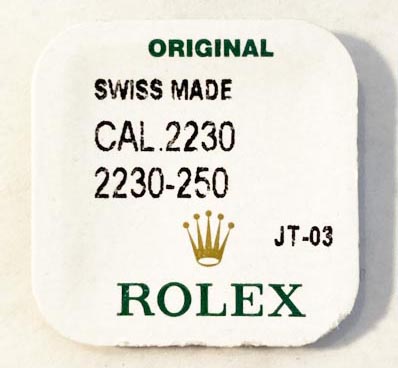 ORIGINAL
SWISS MADE
CAL.2230
2230-250
JT-03
ROLEX